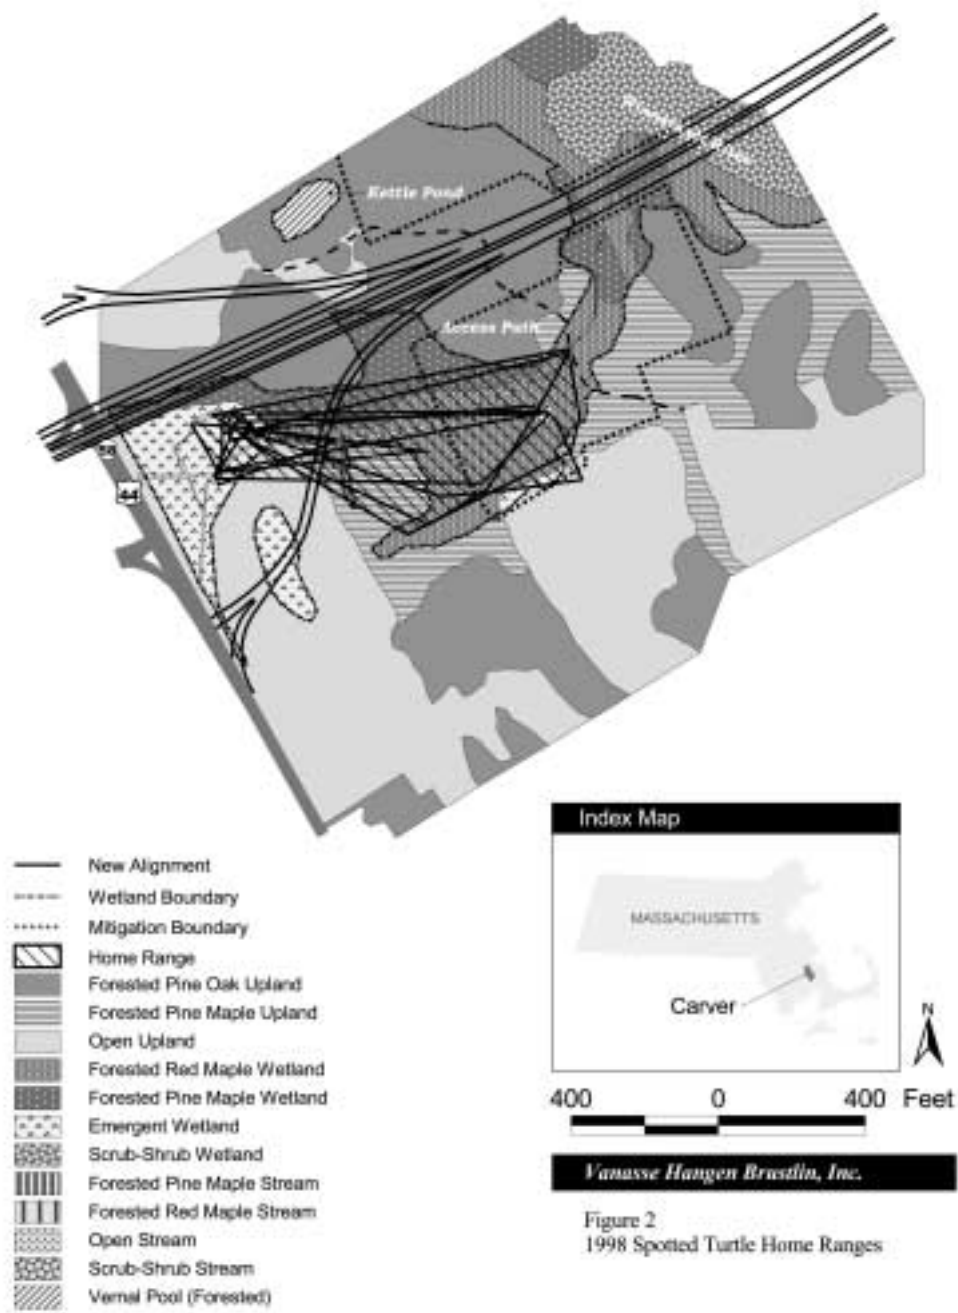 Kettle Pond
Access Path
58
44
New Alignment
Wetland Boundary
Mitigation Boundary
Home Range
Forested Pine Oak Upland
Forested Pine Maple Upland
Open Upland
Forested Red Maple Wetland
Forested Pine Maple Wetland
Emergent Wetland
Scrub-Shrub Wetland
Forested Pine Maple Stream
Forested Red Maple Stream
Open Stream
Scrub-Shrub Stream
Vernal Pool (Forested)
Index Map
MASSACHUSETTS
Carver
N
400 0 400 Feet
Vanasse Hangen Brustlin, Inc.
Figure 2
1998 Spotted Turtle Home Ranges